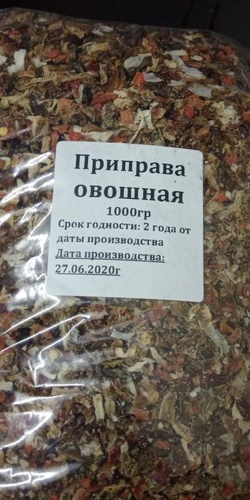 Приправа
овошная
1000гр
Срок годности: 2 года от
даты производства
Дата производства:
27.06.2020г